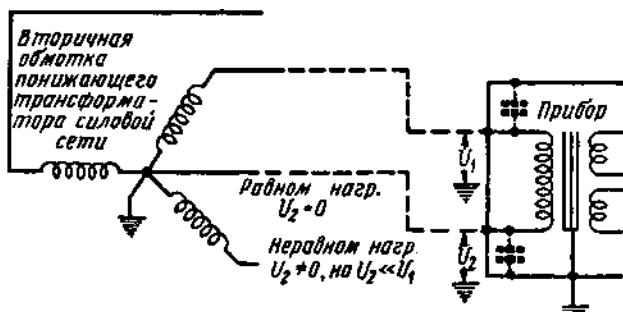 Вторичная
обмотка
понижающего
трансформа-
тора силовой
сети
Прибор
U₁
Равном нагр.
U₂=0
U₂
Неравном нагр.
U₂≠0, но U₂≪U₁